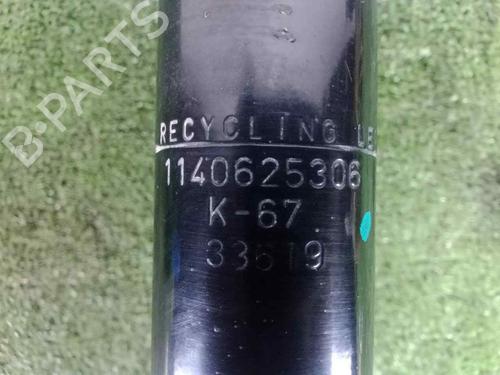 B-PARTS
RECYCLING
1140625306
K-67
33619